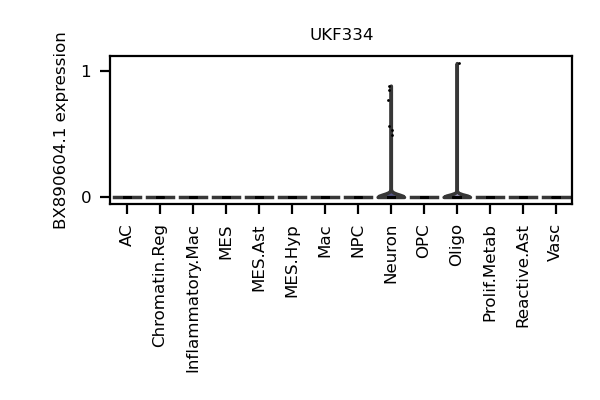 UKF334
BX890604.1 expression
1
0
AC
Chromatin.Reg
Inflammatory.Mac
MES
MES.Ast
MES.Hyp
Mac
NPC
Neuron
OPC
Oligo
Prolif.Metab
Reactive.Ast
Vasc